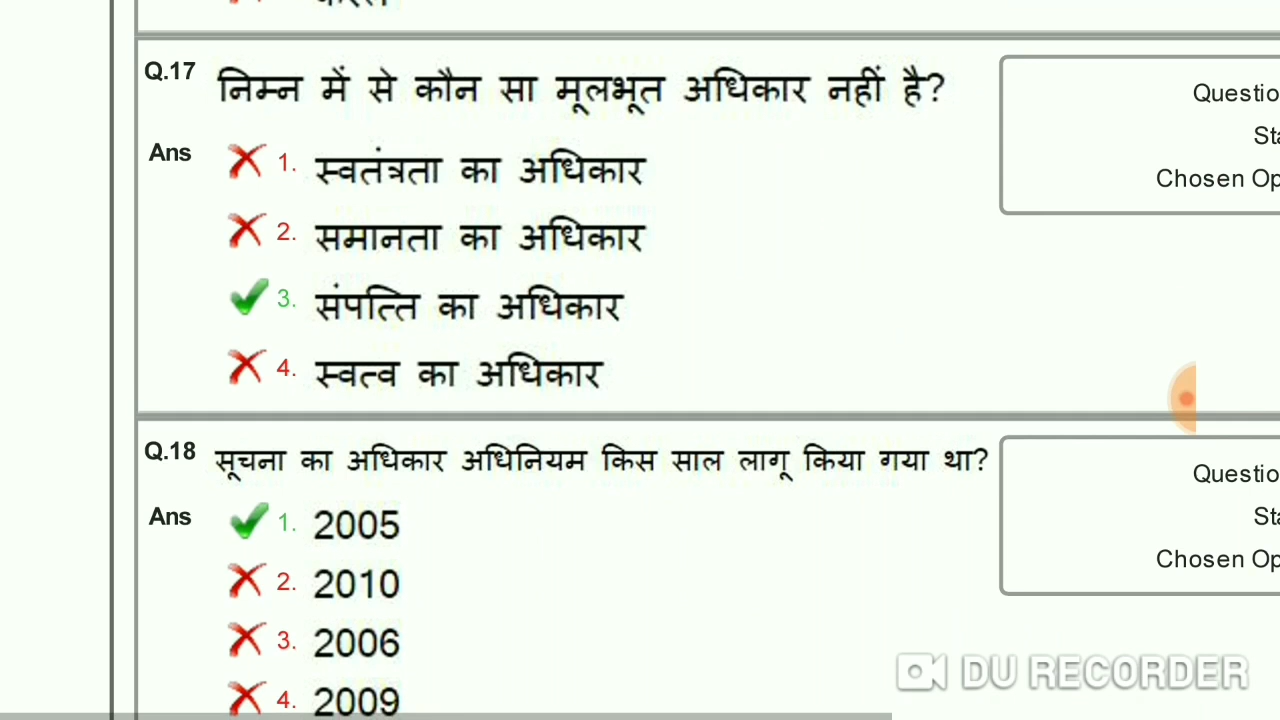 Q.17 निम्न में से कौन सा मूलभूत अधिकार नहीं है?
Ans 1. स्वतंत्रता का अधिकार
2. समानता का अधिकार
3. संपत्ति का अधिकार
4. स्वत्व का अधिकार
Questio
Sta
Chosen Op
Q.18 सूचना का अधिकार अधिनियम किस साल लागू किया गया था?
Ans 1. 2005
2. 2010
3. 2006
4. 2009
Questio
Sta
Chosen Op
DU RECORDER